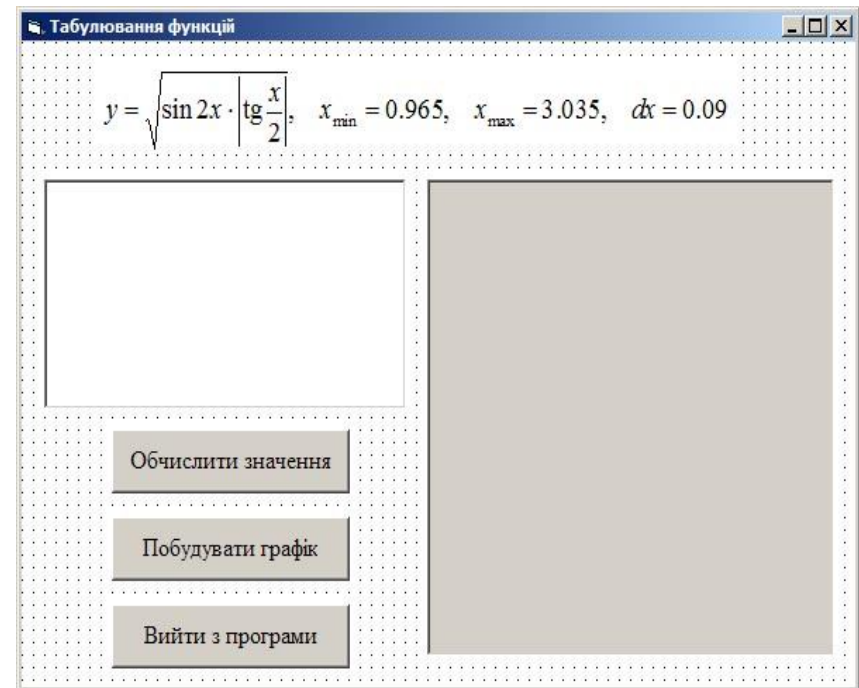 Табулювання функцій
y = √(sin 2x · |tg x/2|), x_min = 0.965, x_max = 3.035, dx = 0.09
Обчислити значення
Побудувати графік
Вийти з програми